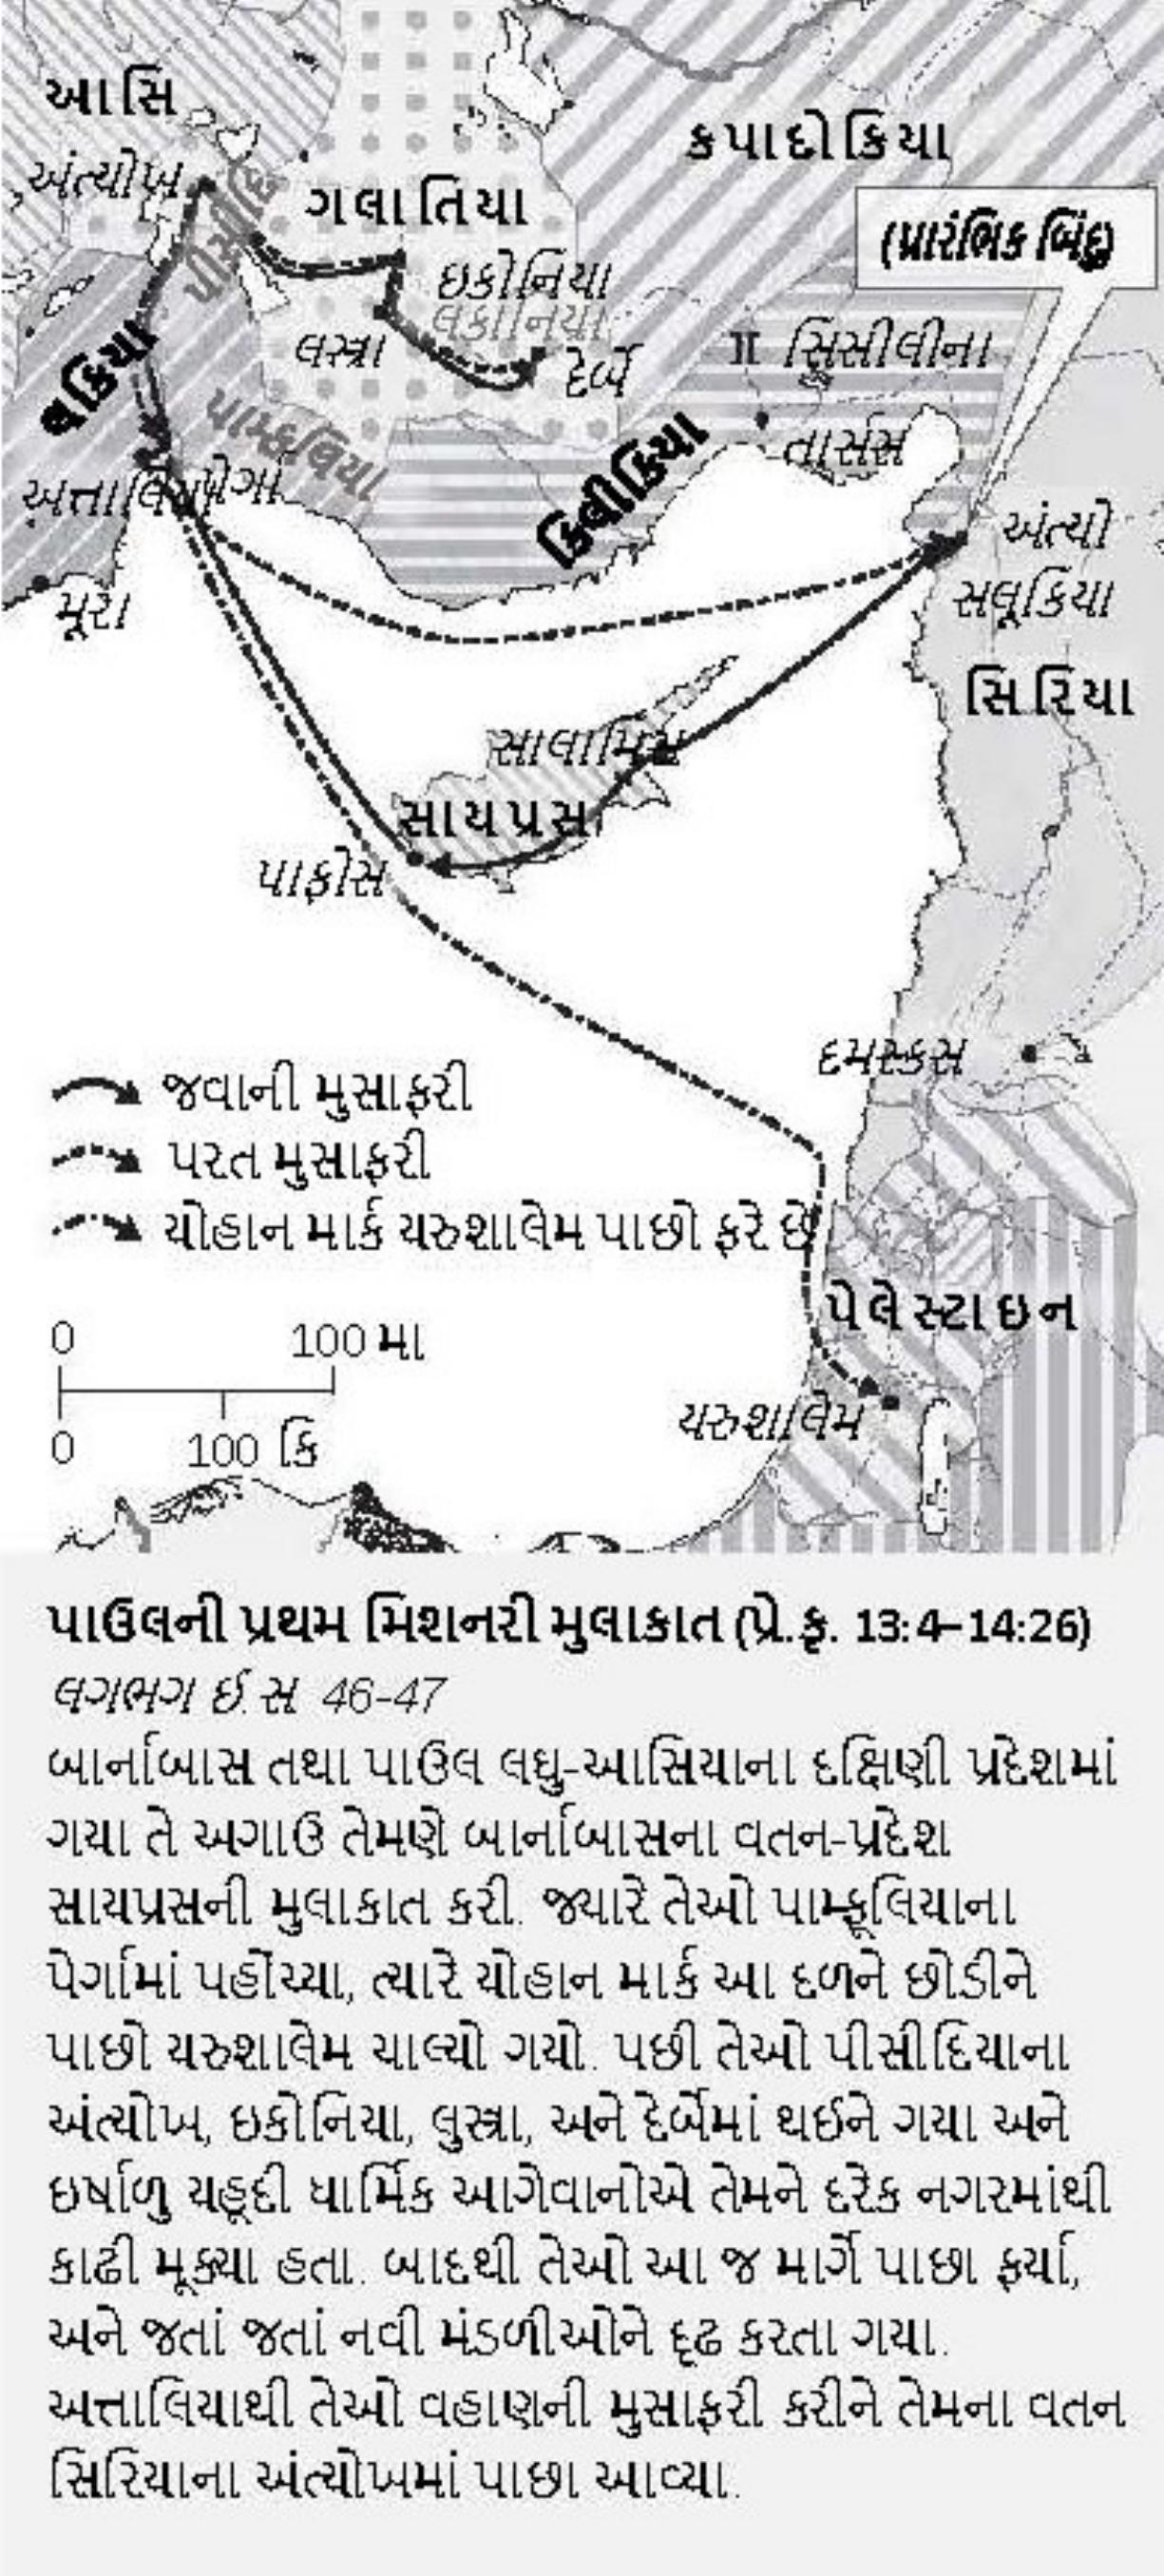 આસિ
કપાદોકિયા
અંત્યોખ
ગલાતિયા
(પ્રારંભિક બિંદુ)
ઇકોનિયા
લસ્ત્રા
II સિસીલીના
દેર્બે
લુકિયા
પામ્ફુલિયા
તાર્સસ
કિલીકિયા
અત્તાલિયા
પેર્ગા
અંત્યો
મૂરા
સલૂકિયા
સિરિયા
સાલામિસ
સાયપ્રસ
પાફોસ
દમસ્કસ
જવાની મુસાફરી
પરત મુસાફરી
યોહાન માર્ક યરુશાલેમ પાછો ફરે છે
પેલેસ્ટાઇન
0 100 મા
0 100 કિ
યરુશાલેમ
પાઉલની પ્રથમ મિશનરી મુલાકાત (પ્રે.કૃ. 13:4–14:26)
લગભગ ઈ.સ. 46-47
બાર્નાબાસ તથા પાઉલ લઘુ-આસિયાના દક્ષિણી પ્રદેશમાં
ગયા તે અગાઉ તેમણે બાર્નાબાસના વતન-પ્રદેશ
સાયપ્રસની મુલાકાત કરી. જ્યારે તેઓ પામ્ફૂલિયાના
પેર્ગામાં પહોંચ્યા, ત્યારે યોહાન માર્ક આ દળને છોડીને
પાછો યરુશાલેમ ચાલ્યો ગયો. પછી તેઓ પીસીદિયાના
અંત્યોખ, ઇકોનિયા, લુસ્ત્રા, અને દેર્બેમાં થઈને ગયા અને
ઇર્ષાળુ યહૂદી ધાર્મિક આગેવાનોએ તેમને દરેક નગરમાંથી
કાઢી મૂક્યા હતા. બાદથી તેઓ આ જ માર્ગે પાછા ફર્યા,
અને જતાં જતાં નવી મંડળીઓને દૃઢ કરતા ગયા.
અત્તાલિયાથી તેઓ વહાણની મુસાફરી કરીને તેમના વતન
સિરિયાના અંત્યોખમાં પાછા આવ્યા.